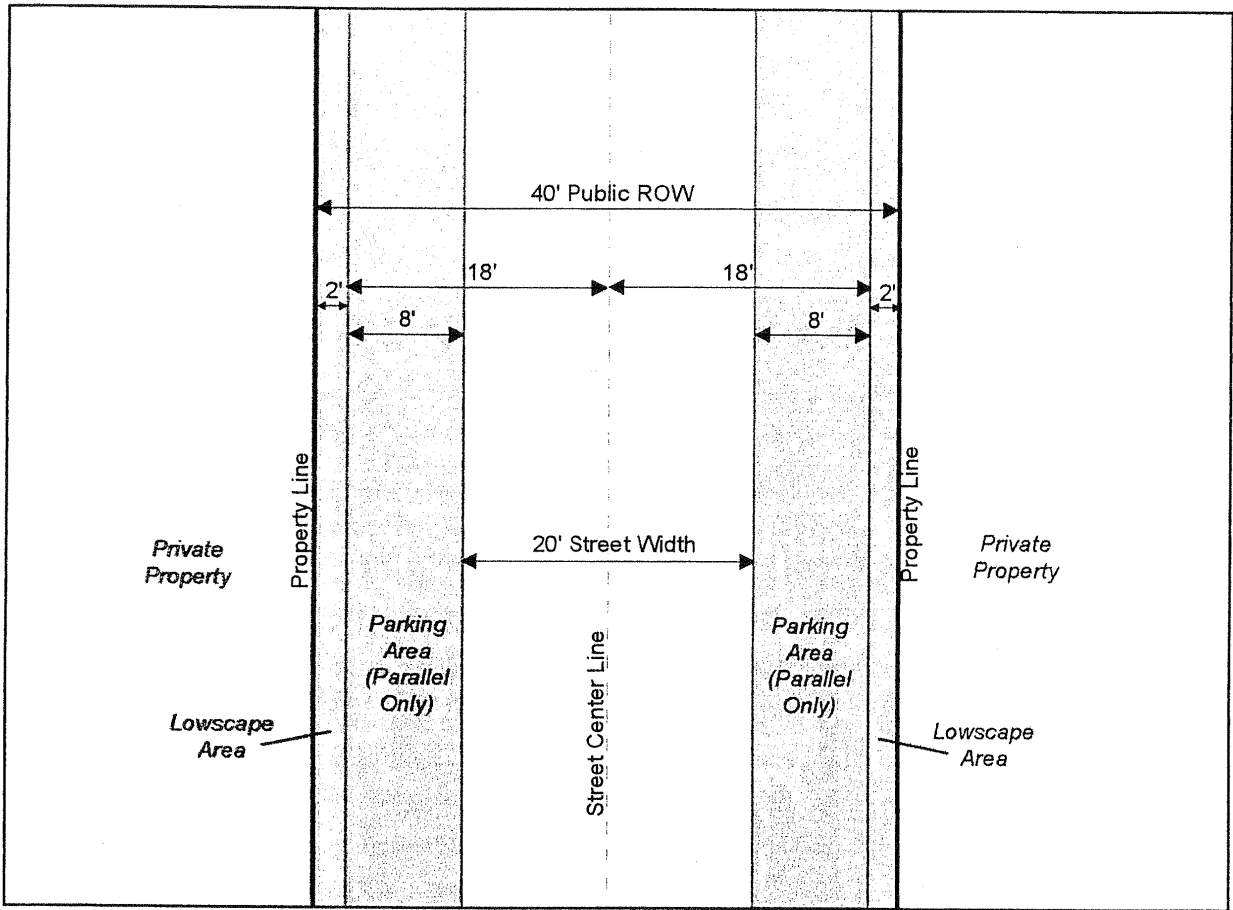 40' Public ROW
18'
18'
2'
2'
8'
8'
Property Line
Property Line
20' Street Width
Private
Property
Private
Property
Parking
Area
(Parallel
Only)
Parking
Area
(Parallel
Only)
Street Center Line
Lowscape
Area
Lowscape
Area